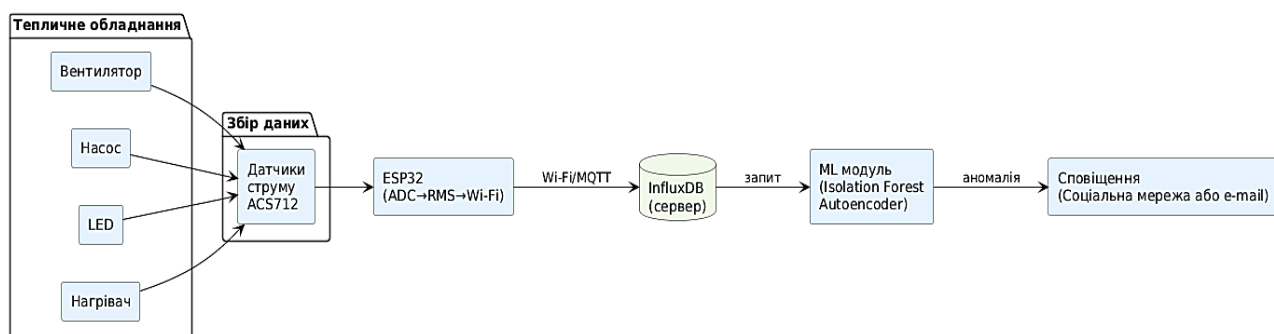 Тепличне обладнання
Вентилятор
Насос
LED
Нагрівач
Збір даних
Датчики
струму
ACS712
ESP32
(ADC→RMS→Wi-Fi)
Wi-Fi/MQTT
InfluxDB
(сервер)
запит
ML модуль
(Isolation Forest
Autoencoder)
аномалія
Сповіщення
(Соціальна мережа або e-mail)